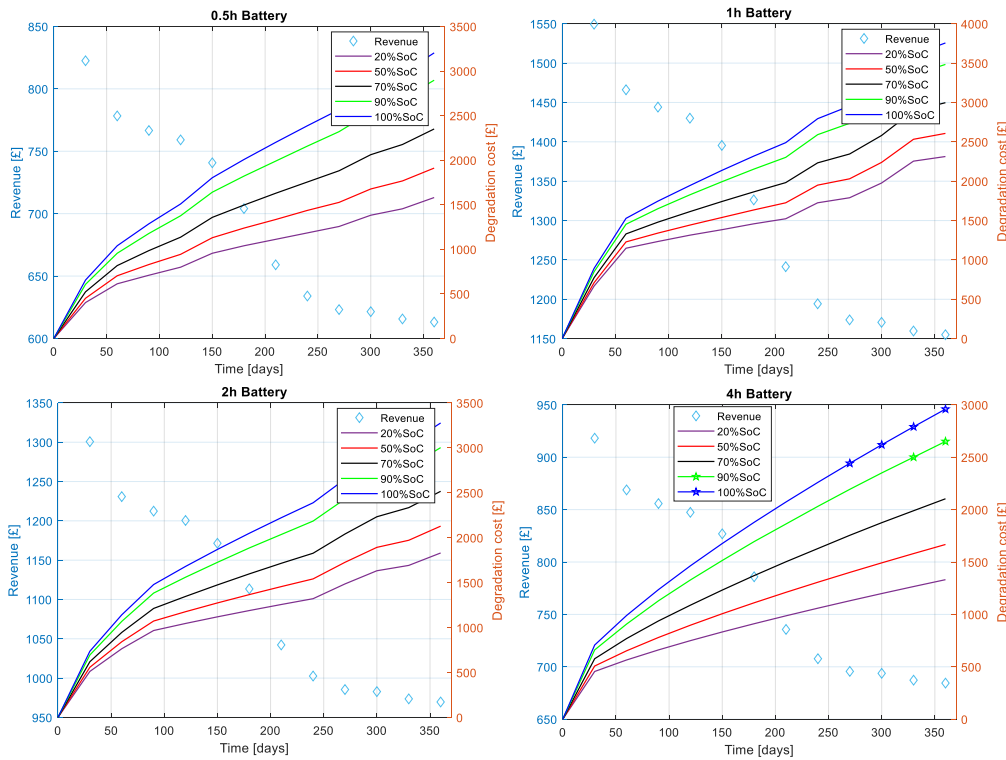 0.5h Battery
850
800
750
700
650
600
Revenue [£]
3500
3000
2500
2000
1500
1000
500
0
Degradation cost [£]
0 50 100 150 200 250 300 350
Time [days]
Revenue
20%SoC
50%SoC
70%SoC
90%SoC
100%SoC
1h Battery
1550
1500
1450
1400
1350
1300
1250
1200
1150
Revenue [£]
4000
3500
3000
2500
2000
1500
1000
500
0
Degradation cost [£]
0 50 100 150 200 250 300 350
Time [days]
Revenue
20%SoC
50%SoC
70%SoC
90%SoC
100%SoC
2h Battery
1350
1300
1250
1200
1150
1100
1050
1000
950
Revenue [£]
3500
3000
2500
2000
1500
1000
500
0
Degradation cost [£]
0 50 100 150 200 250 300 350
Time [days]
Revenue
20%SoC
50%SoC
70%SoC
90%SoC
100%SoC
4h Battery
950
900
850
800
750
700
650
Revenue [£]
3000
2500
2000
1500
1000
500
0
Degradation cost [£]
0 50 100 150 200 250 300 350
Time [days]
Revenue
20%SoC
50%SoC
70%SoC
90%SoC
100%SoC